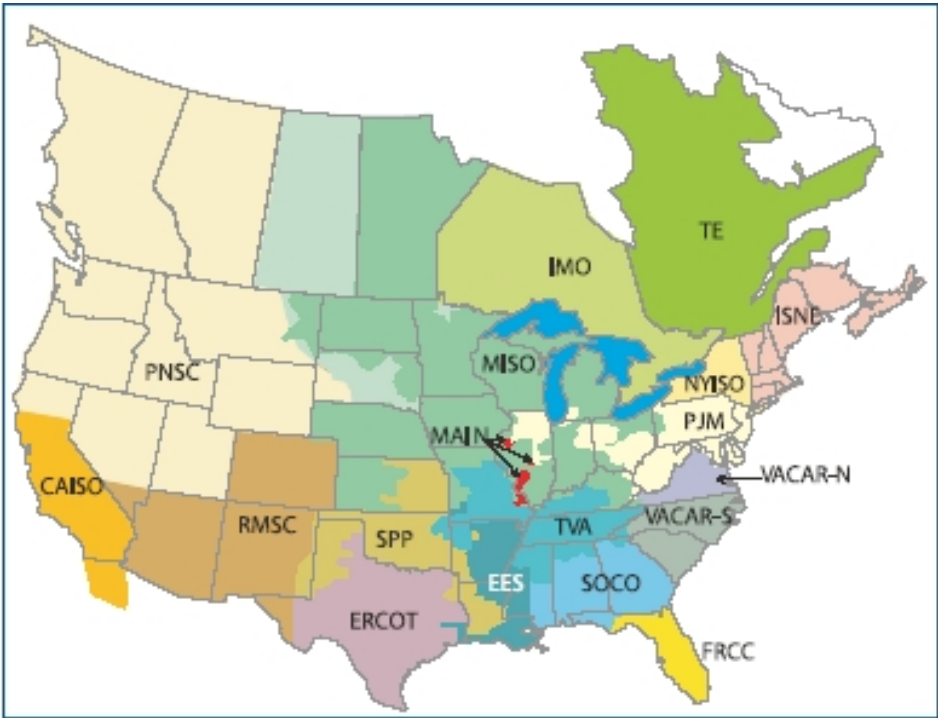 TE
IMO
ISNE
MISO
PNSC
NYISO
PJM
MAIN
VACAR-N
CAISO
VACAR-S
RMSC
TVA
SPP
EES
SOCO
ERCOT
FRCC